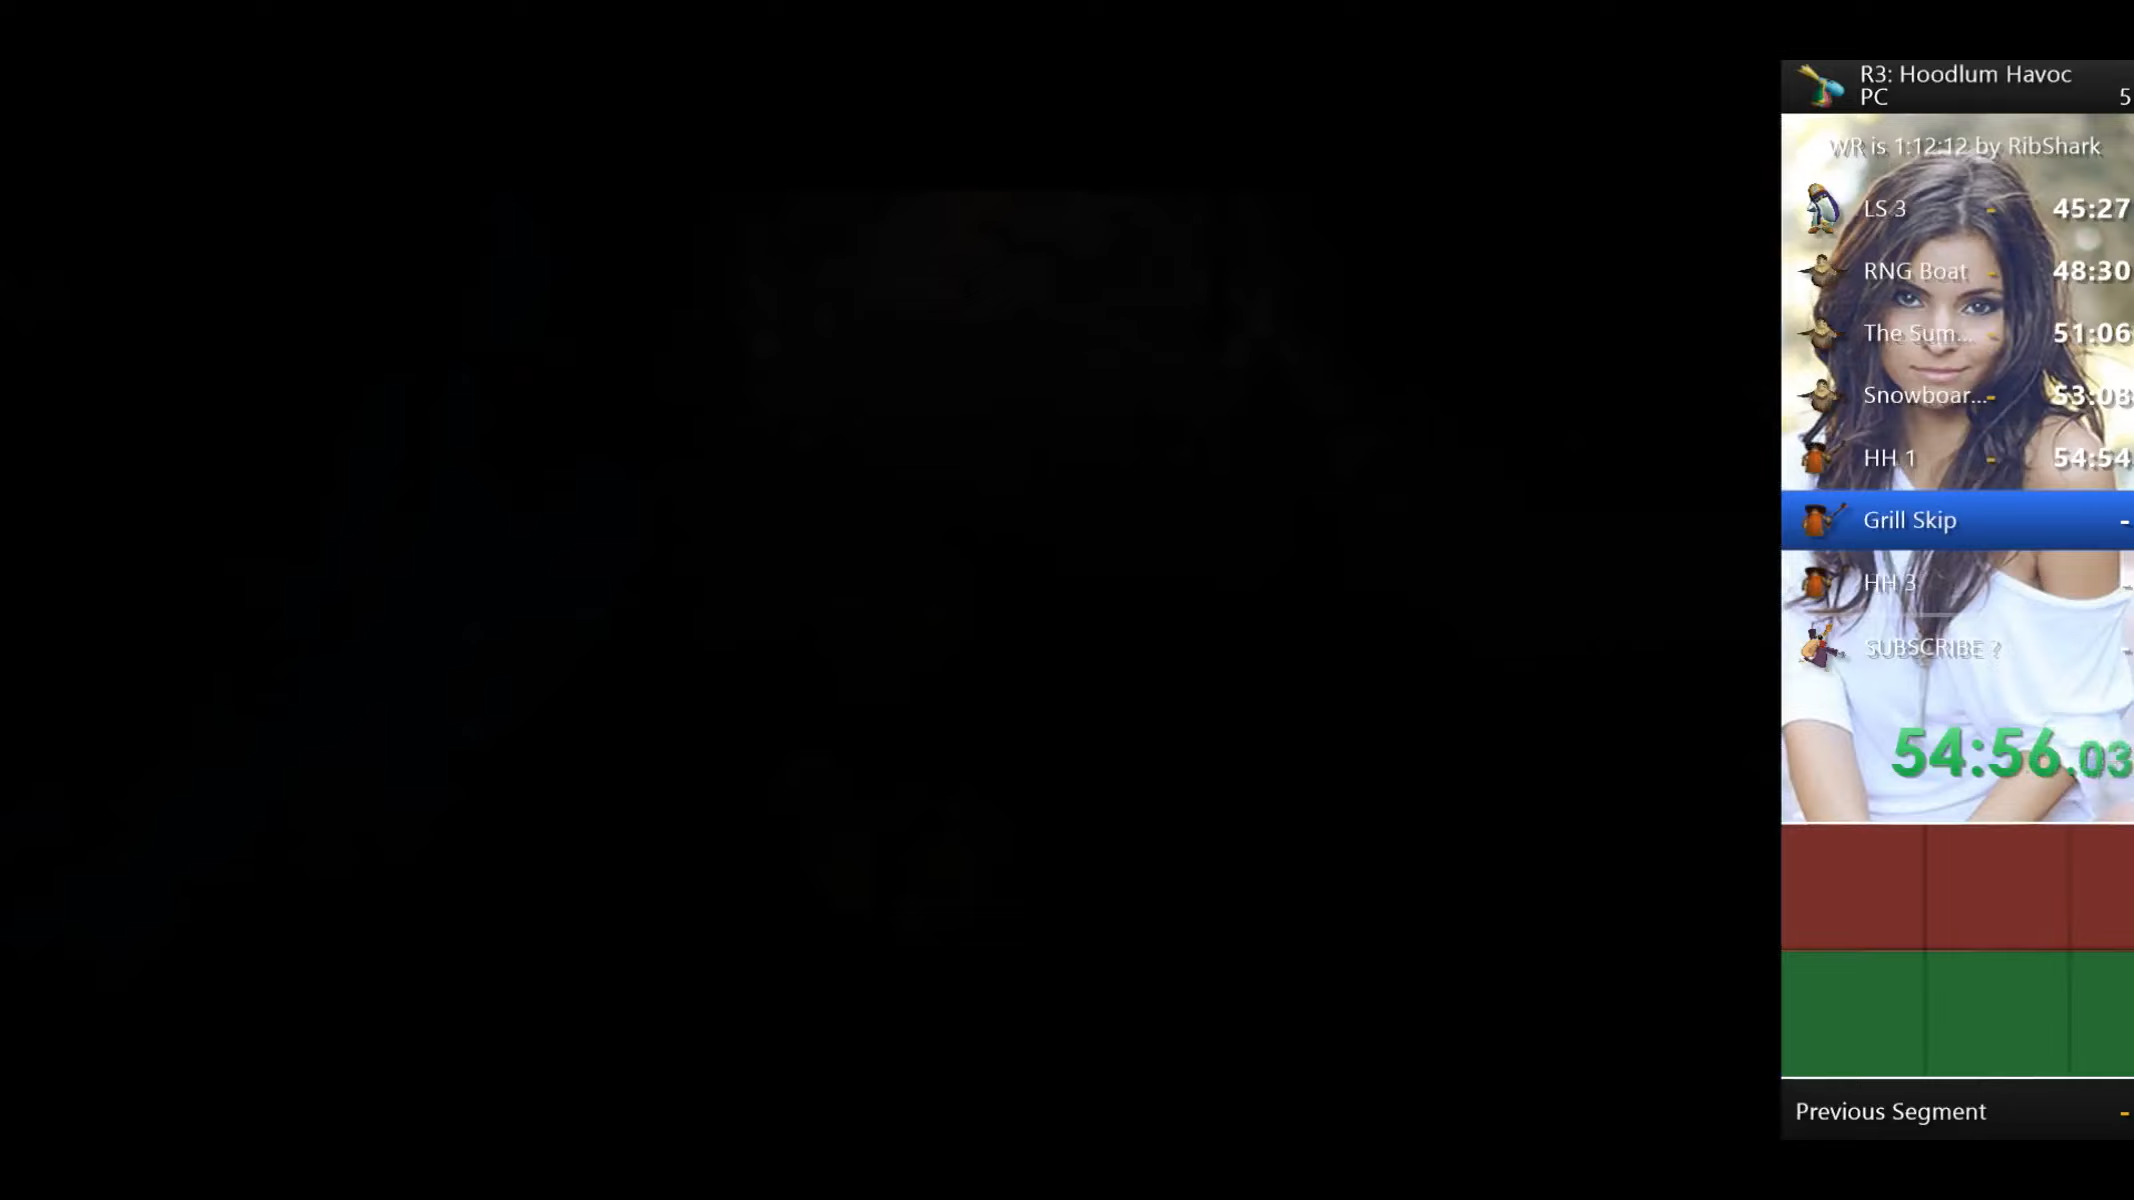 R3: Hoodlum Havoc
PC 5
WR is 1:12:12 by RibShark
LS 3 - 45:27
RNG Boat - 48:30
The Sum... - 51:06
Snowboar... - 53:08
HH 1 - 54:54
Grill Skip -
HH 3 -
SUBSCRIBE ? -
54:56.03
Previous Segment -